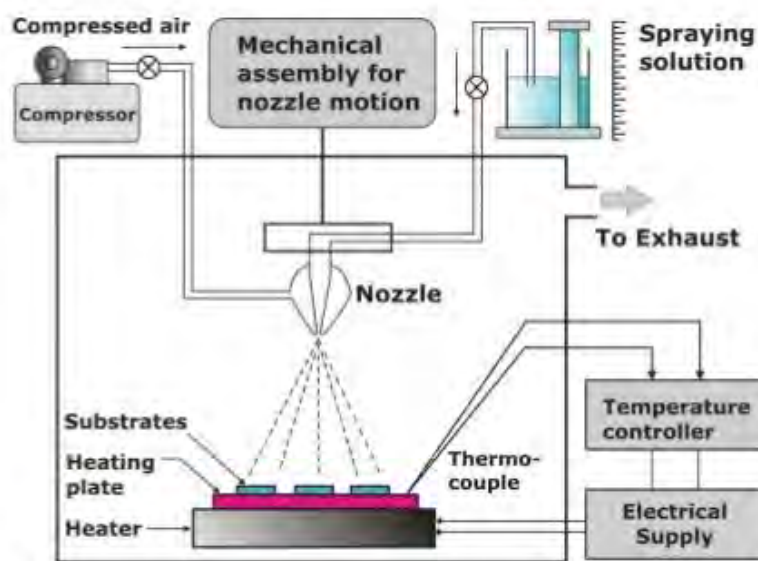 Compressed air
Compressor
Mechanical
assembly for
nozzle motion
Spraying
solution
To Exhaust
Nozzle
Substrates
Heating
plate
Heater
Thermo-
couple
Temperature
controller
Electrical
Supply